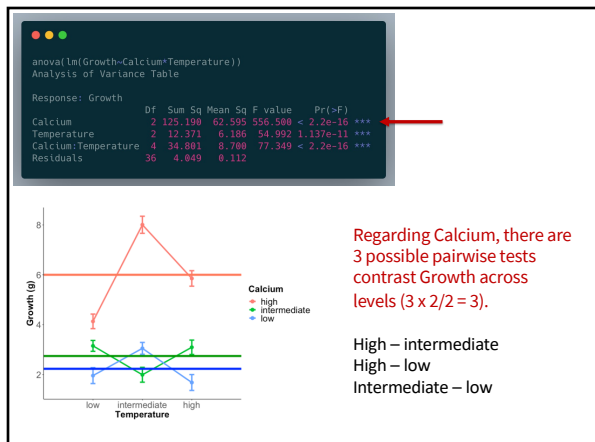 anova(lm(Growth~Calcium*Temperature))
Analysis of Variance Table
Response: Growth
Df Sum Sq Mean Sq F value Pr(>F)
Calcium 2 125.190 62.595 556.500 < 2.2e-16 ***
Temperature 2 12.371 6.186 54.992 1.137e-11 ***
Calcium:Temperature 4 34.801 8.700 77.349 < 2.2e-16 ***
Residuals 36 4.049 0.112
8
6
4
2
Growth (g)
low intermediate high
Temperature
Calcium
high
intermediate
low
Regarding Calcium, there are
3 possible pairwise tests
contrast Growth across
levels (3 x 2/2 = 3).
High – intermediate
High – low
Intermediate – low